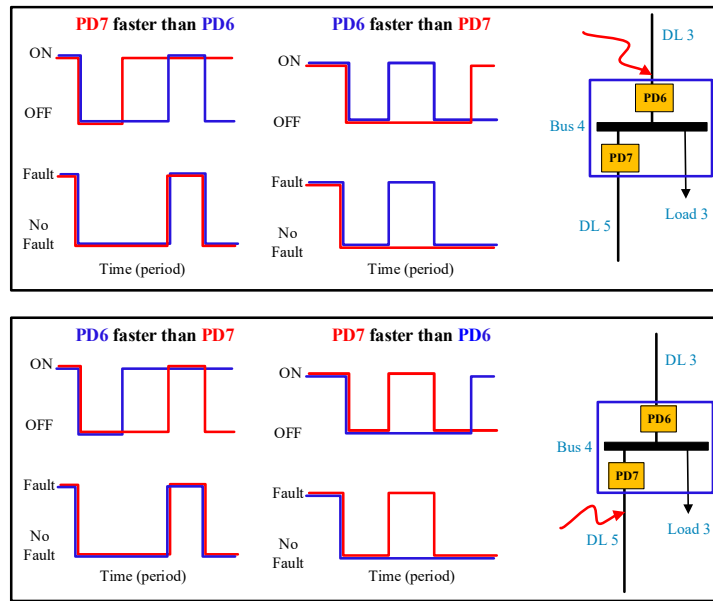 PD7 faster than PD6
ON
OFF
Fault
No
Fault
Time (period)
PD6 faster than PD7
ON
OFF
Fault
No
Fault
Time (period)
DL 3
PD6
Bus 4
PD7
DL 5
Load 3
PD6 faster than PD7
ON
OFF
Fault
No
Fault
Time (period)
PD7 faster than PD6
ON
OFF
Fault
No
Fault
Time (period)
DL 3
PD6
Bus 4
PD7
DL 5
Load 3